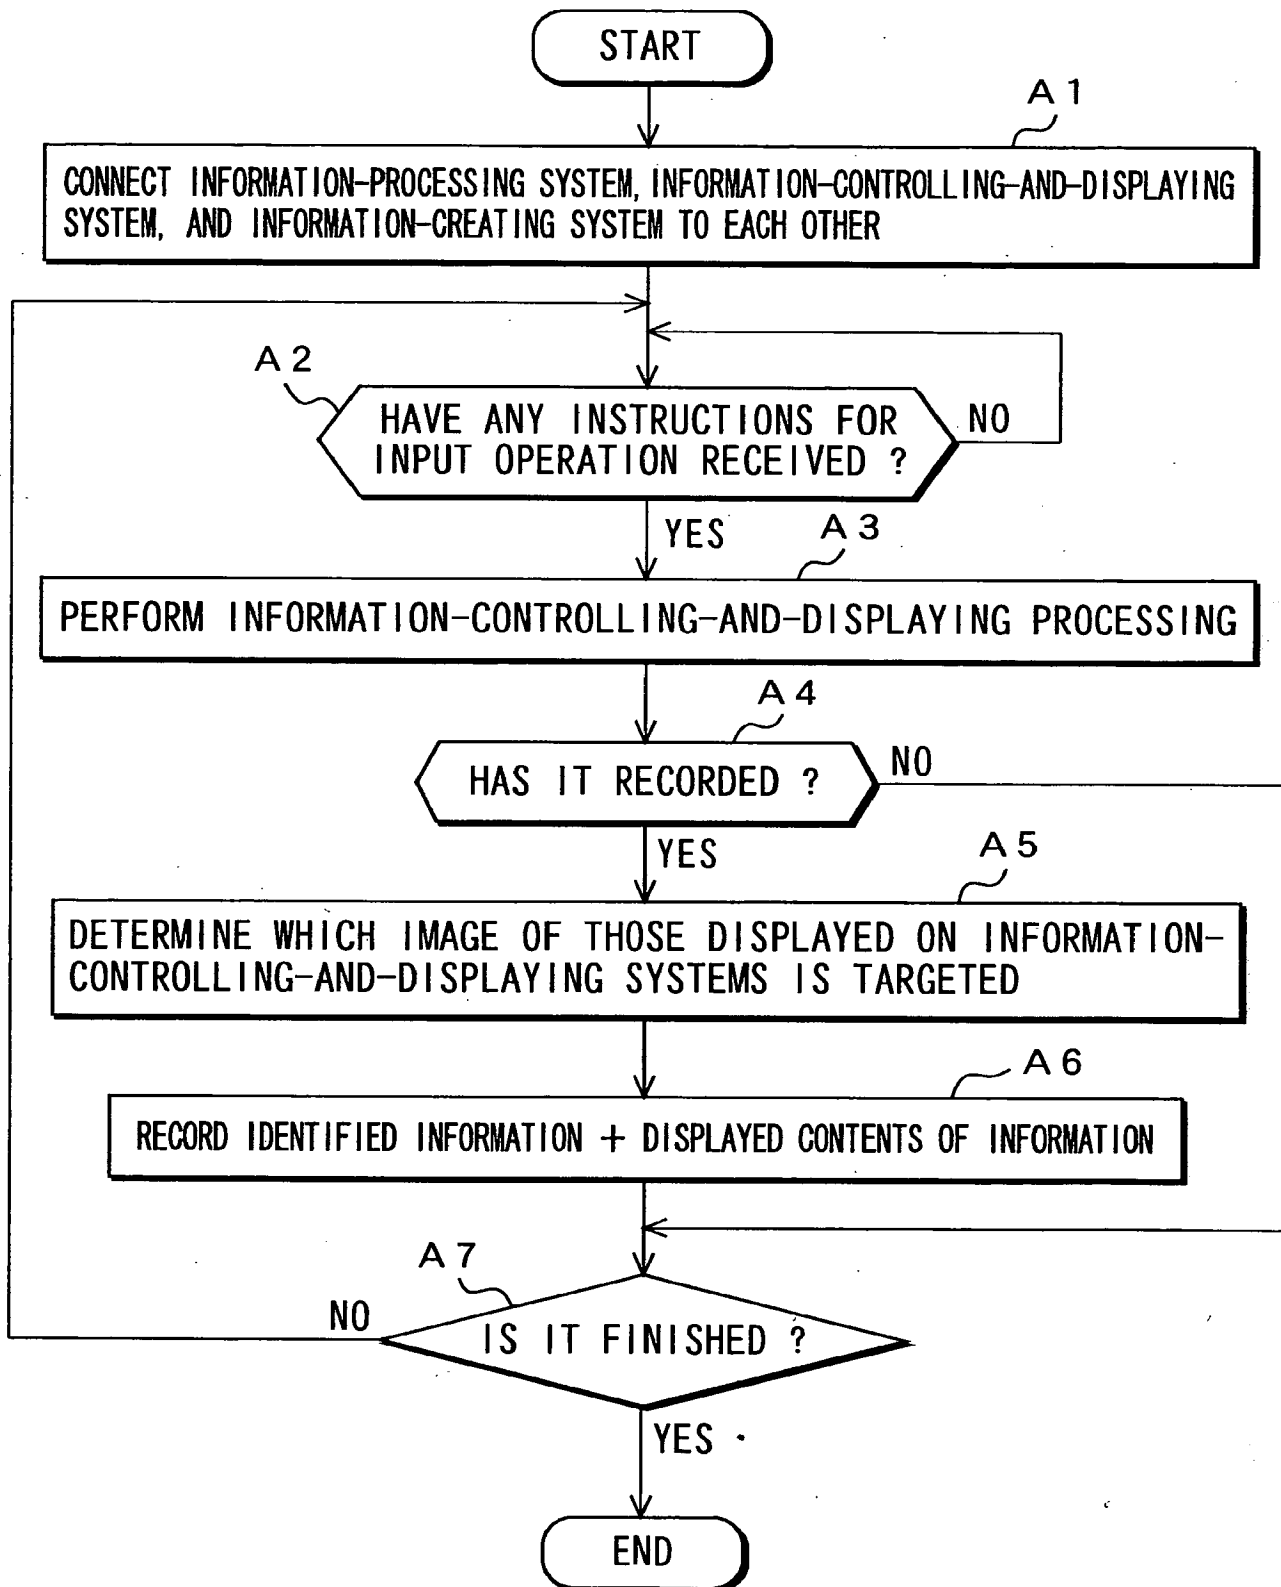 START
A1
CONNECT INFORMATION-PROCESSING SYSTEM, INFORMATION-CONTROLLING-AND-DISPLAYING
SYSTEM, AND INFORMATION-CREATING SYSTEM TO EACH OTHER
A2
HAVE ANY INSTRUCTIONS FOR
INPUT OPERATION RECEIVED ?
NO
YES
A3
PERFORM INFORMATION-CONTROLLING-AND-DISPLAYING PROCESSING
A4
HAS IT RECORDED ?
NO
YES
A5
DETERMINE WHICH IMAGE OF THOSE DISPLAYED ON INFORMATION-
CONTROLLING-AND-DISPLAYING SYSTEMS IS TARGETED
A6
RECORD IDENTIFIED INFORMATION + DISPLAYED CONTENTS OF INFORMATION
A7
NO
IS IT FINISHED ?
YES
END